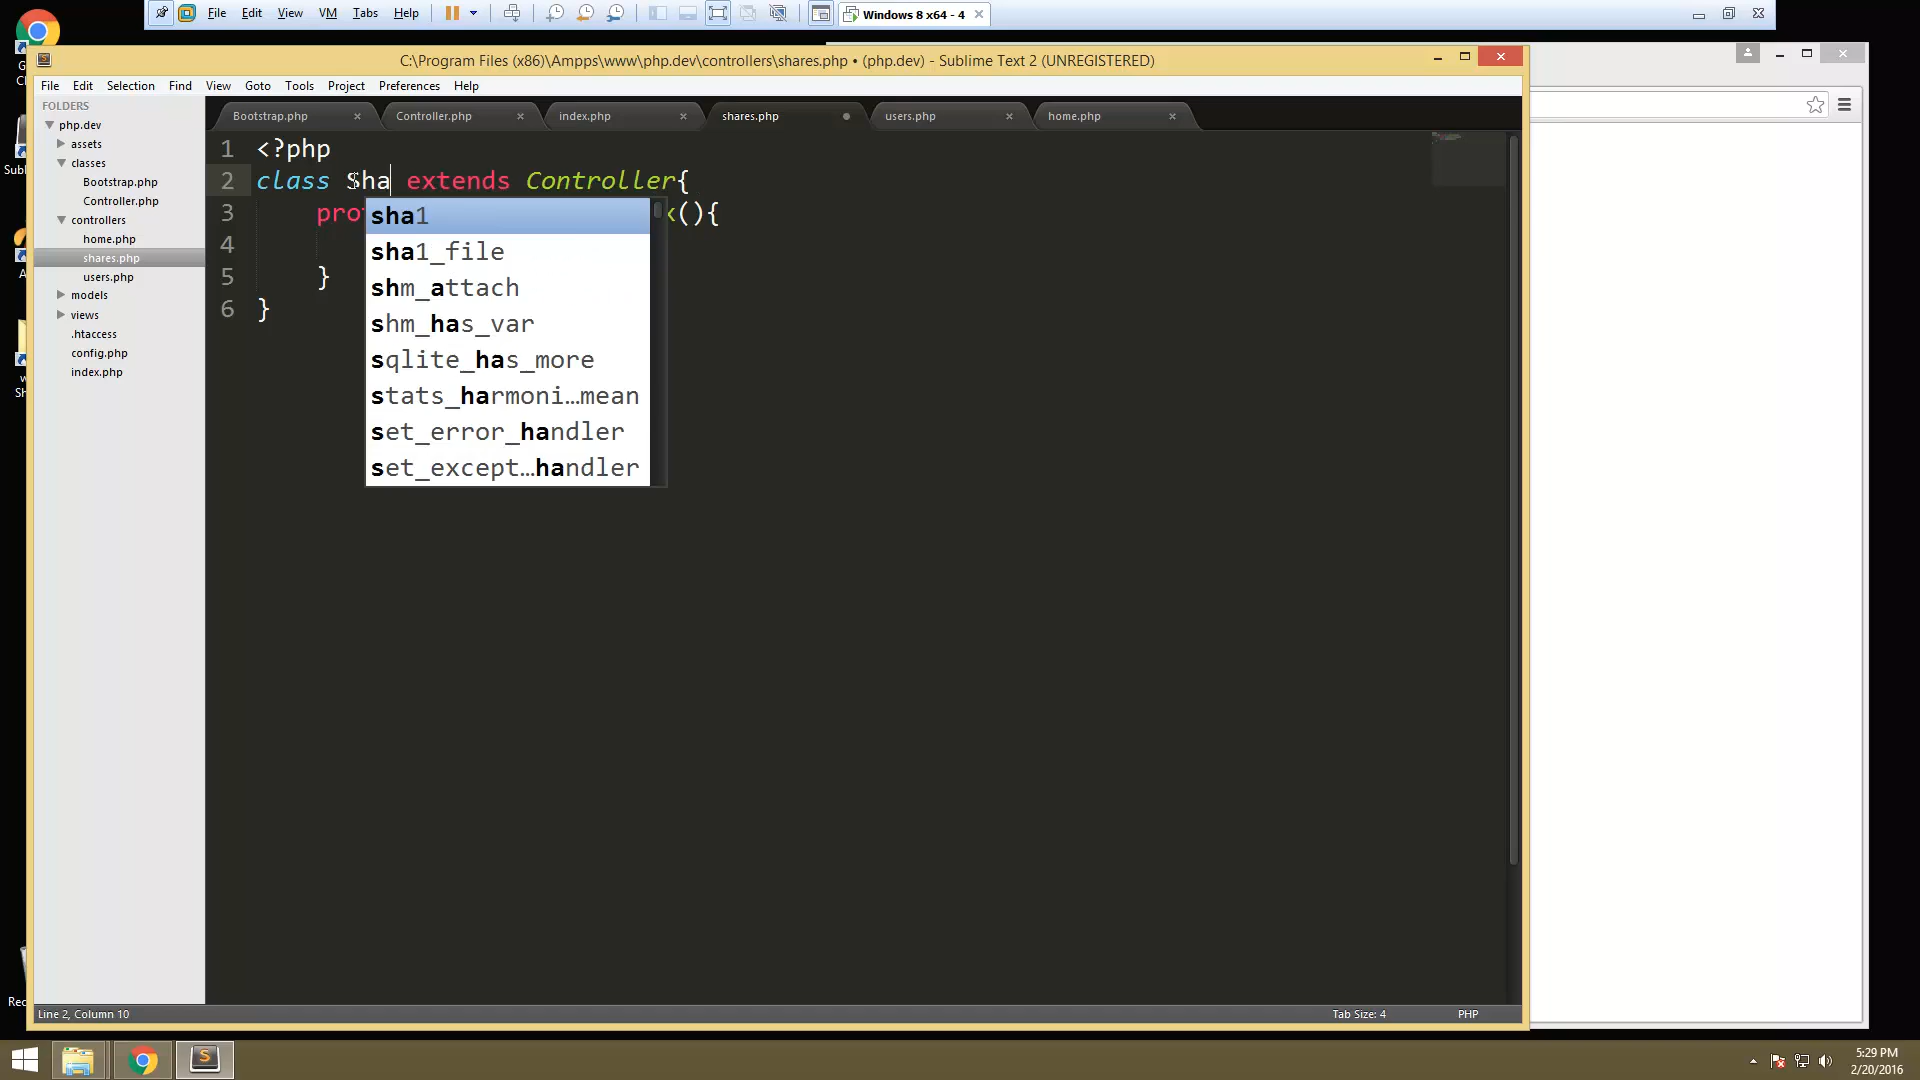 File Edit View VM Tabs Help Windows 8 x64 - 4
C:\Program Files (x86)\Ampps\www\php.dev\controllers\shares.php • (php.dev) - Sublime Text 2 (UNREGISTERED)
File Edit Selection Find View Goto Tools Project Preferences Help
FOLDERS
php.dev
assets
classes
Bootstrap.php
Controller.php
controllers
home.php
shares.php
users.php
models
views
.htaccess
config.php
index.php
Bootstrap.php Controller.php index.php shares.php users.php home.php
1 <?php
2 class Sha extends Controller{
3 (){
4
5 }
6 }
sha1
sha1_file
shm_attach
shm_has_var
sqlite_has_more
stats_harmoni…mean
set_error_handler
set_except…handler
Line 2, Column 10 Tab Size: 4 PHP
5:29 PM
2/20/2016